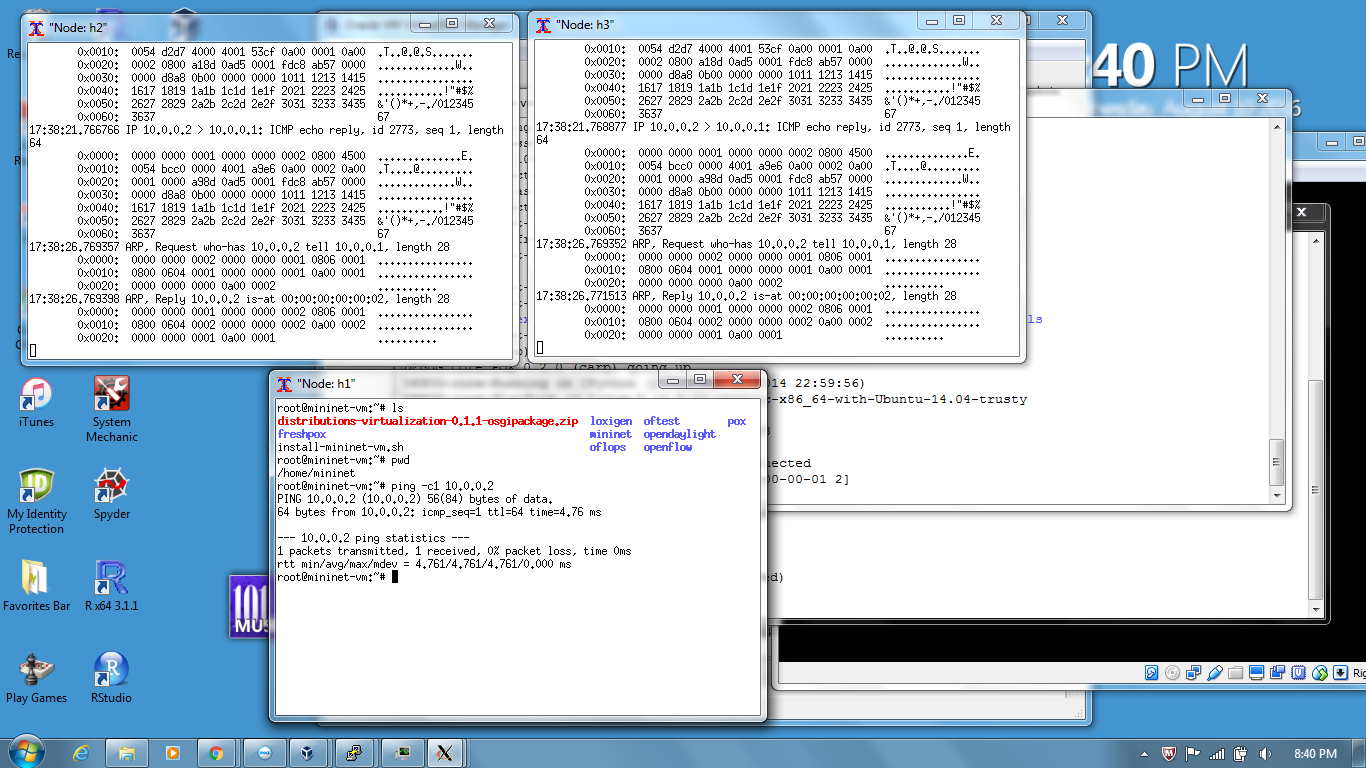 "Node: h2"
0x0010:  0054 d2d7 4000 4001 53cf 0a00 0001 0a00  .T..@.@.S.......
0x0020:  0002 0800 a18d 0ad5 0001 fdc8 ab57 0000  .............W..
0x0030:  0000 d8a8 0b00 0000 0000 1011 1213 1415  ................
0x0040:  1617 1819 1a1b 1c1d 1e1f 2021 2223 2425  ..........!"#$%
0x0050:  2627 2829 2a2b 2c2d 2e2f 3031 3233 3435  &'()*+,-./012345
0x0060:  3637  67
17:38:21.766766 IP 10.0.0.2 > 10.0.0.1: ICMP echo reply, id 2773, seq 1, length
64
0x0000:  0000 0000 0001 0000 0000 0002 0800 4500  ..............E.
0x0010:  0054 bcc0 0000 4001 a9e6 0a00 0002 0a00  .T....@.........
0x0020:  0001 0000 a98d 0ad5 0001 fdc8 ab57 0000  .............W..
0x0030:  0000 d8a8 0b00 0000 0000 1011 1213 1415  ................
0x0040:  1617 1819 1a1b 1c1d 1e1f 2021 2223 2425  ..........!"#$%
0x0050:  2627 2829 2a2b 2c2d 2e2f 3031 3233 3435  &'()*+,-./012345
0x0060:  3637  67
17:38:26.769357 ARP, Request who-has 10.0.0.2 tell 10.0.0.1, length 28
0x0000:  0000 0000 0002 0000 0000 0001 0806 0001  ................
0x0010:  0800 0604 0001 0000 0000 0001 0a00 0001  ................
0x0020:  0000 0000 0000 0a00 0002  ..........
17:38:26.769398 ARP, Reply 10.0.0.2 is-at 00:00:00:00:00:02, length 28
0x0000:  0000 0000 0001 0000 0000 0002 0806 0001  ................
0x0010:  0800 0604 0002 0000 0000 0002 0a00 0002  ................
0x0020:  0000 0000 0001 0a00 0001  ..........
"Node: h3"
0x0010:  0054 d2d7 4000 4001 53cf 0a00 0001 0a00  .T..@.@.S.......
0x0020:  0002 0800 a18d 0ad5 0001 fdc8 ab57 0000  .............W..
0x0030:  0000 d8a8 0b00 0000 0000 1011 1213 1415  ................
0x0040:  1617 1819 1a1b 1c1d 1e1f 2021 2223 2425  ..........!"#$%
0x0050:  2627 2829 2a2b 2c2d 2e2f 3031 3233 3435  &'()*+,-./012345
0x0060:  3637  67
17:38:21.768877 IP 10.0.0.2 > 10.0.0.1: ICMP echo reply, id 2773, seq 1, length
64
0x0000:  0000 0000 0001 0000 0000 0002 0800 4500  ..............E.
0x0010:  0054 bcc0 0000 4001 a9e6 0a00 0002 0a00  .T....@.........
0x0020:  0001 0000 a98d 0ad5 0001 fdc8 ab57 0000  .............W..
0x0030:  0000 d8a8 0b00 0000 0000 1011 1213 1415  ................
0x0040:  1617 1819 1a1b 1c1d 1e1f 2021 2223 2425  ..........!"#$%
0x0050:  2627 2829 2a2b 2c2d 2e2f 3031 3233 3435  &'()*+,-./012345
0x0060:  3637  67
17:38:26.769352 ARP, Request who-has 10.0.0.2 tell 10.0.0.1, length 28
0x0000:  0000 0000 0002 0000 0000 0001 0806 0001  ................
0x0010:  0800 0604 0001 0000 0000 0001 0a00 0001  ................
0x0020:  0000 0000 0000 0a00 0002  ..........
17:38:26.771513 ARP, Reply 10.0.0.2 is-at 00:00:00:00:00:02, length 28
0x0000:  0000 0000 0001 0000 0000 0002 0806 0001  ................
0x0010:  0800 0604 0002 0000 0000 0002 0a00 0002  ................
0x0020:  0000 0000 0001 0a00 0001  ..........
40 PM
ls
going up
2014 22:59:56)
-x86_64-with-Ubuntu-14.04-trusty
nected
00-00-01 2]
ed)
"Node: h1"
root@mininet-vm:~# ls
distributions-virtualization-0.1.1-osgipackage.zip  loxigen  oftest  pox
freshpox  mininet  opendaylight
install-mininet-vm.sh  oflops  openflow
root@mininet-vm:~# pwd
/home/mininet
root@mininet-vm:~# ping -c1 10.0.0.2
PING 10.0.0.2 (10.0.0.2) 56(84) bytes of data.
64 bytes from 10.0.0.2: icmp_seq=1 ttl=64 time=4.76 ms
--- 10.0.0.2 ping statistics ---
1 packets transmitted, 1 received, 0% packet loss, time 0ms
rtt min/avg/max/mdev = 4.761/4.761/4.761/0.000 ms
root@mininet-vm:~#
iTunes
System
Mechanic
My Identity
Protection
Spyder
Favorites Bar
R x64 3.1.1
Play Games
RStudio
101
MUS
Rig
8:40 PM